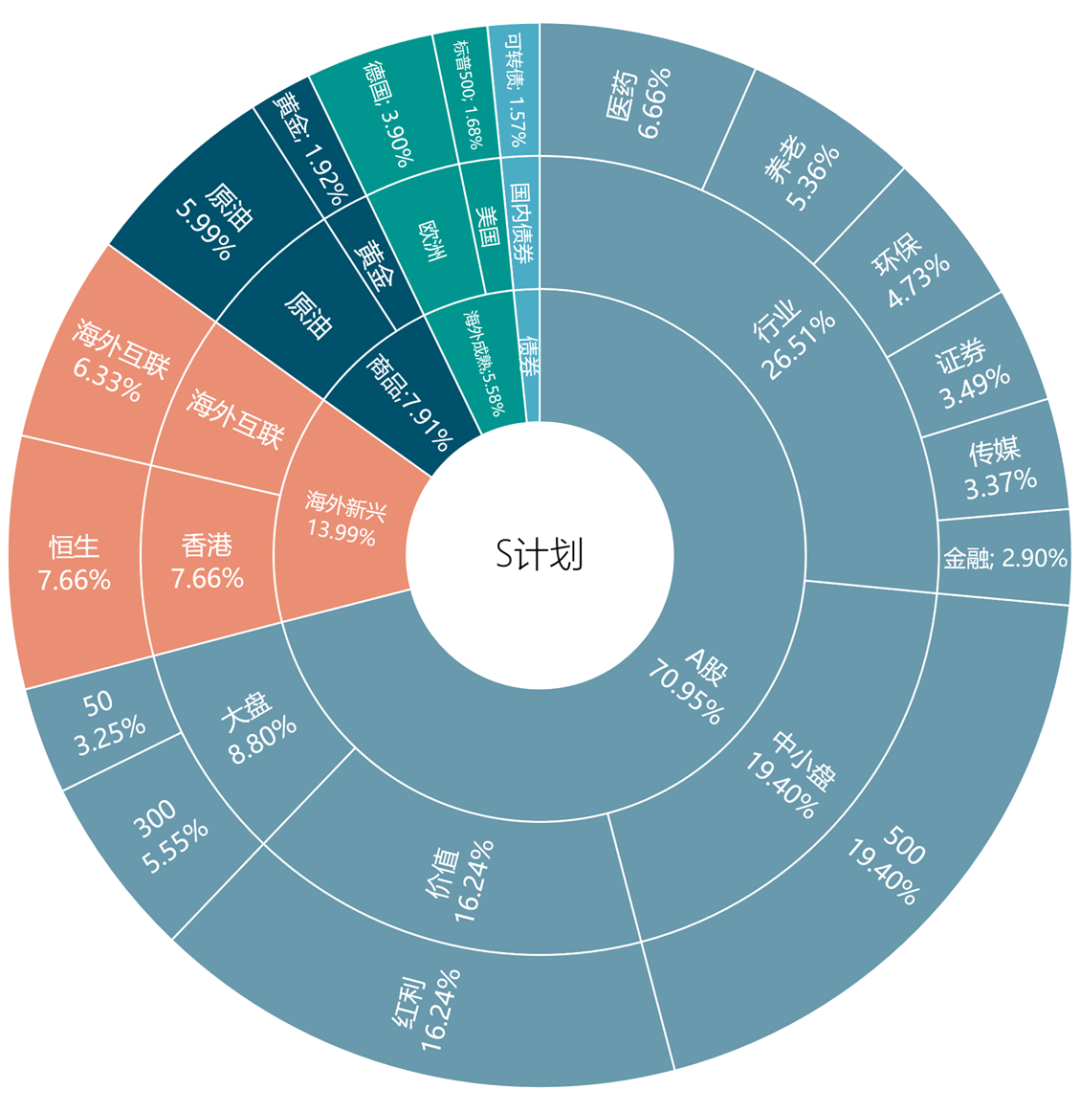 S计划
A股
70.95%
行业
26.51%
医药
6.66%
养老
5.36%
环保
4.73%
证券
3.49%
传媒
3.37%
金融; 2.90%
中小盘
19.40%
500
19.40%
价值
16.24%
红利
16.24%
大盘
8.80%
300
5.55%
50
3.25%
海外新兴
13.99%
香港
7.66%
恒生
7.66%
海外互联
海外互联
6.33%
商品;7.91%
原油
原油
5.99%
黄金
黄金; 1.92%
海外成熟;5.58%
欧洲
德国; 3.90%
美国
标普500; 1.68%
债券
国内债券
可转债; 1.57%